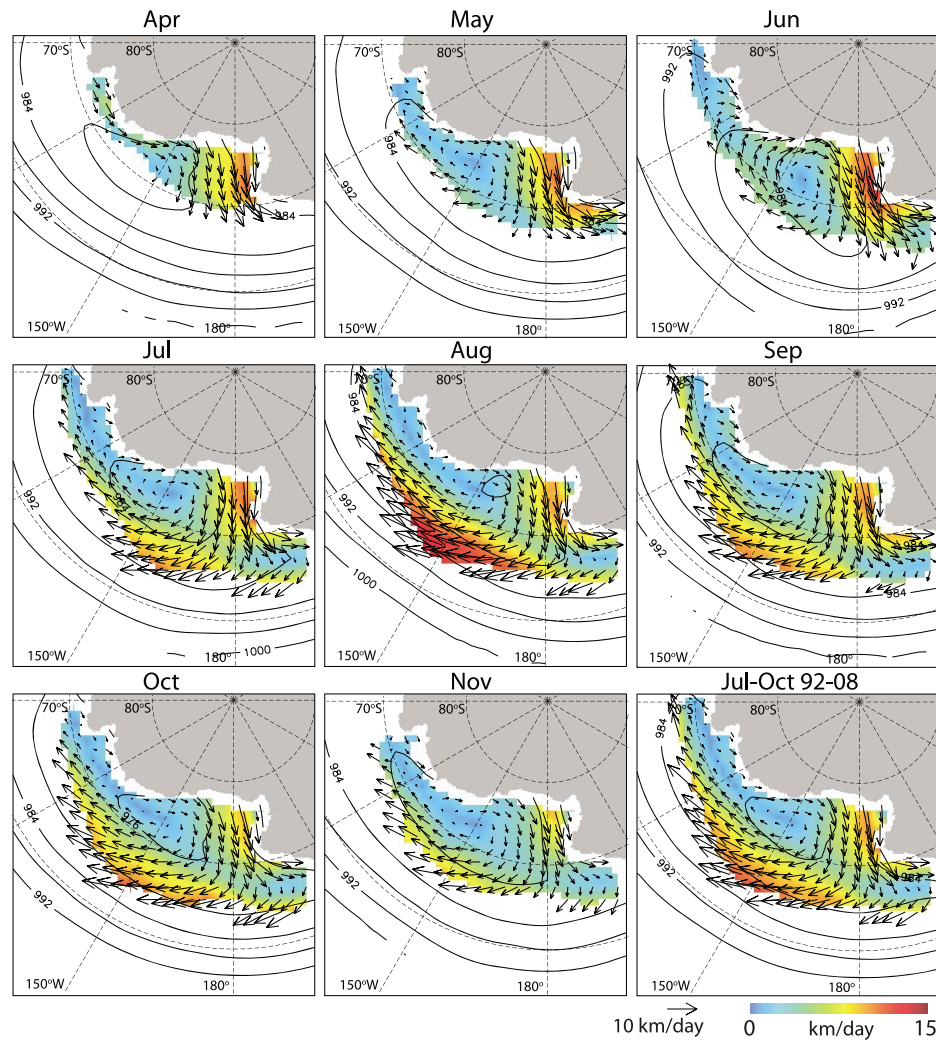 Apr May Jun
70°S 80°S 70°S 80°S 70°S 80°S
984 992 984
150°W 180°
984 992 984
150°W 180°
992 992
150°W 180°
Jul Aug Sep
70°S 80°S 70°S 80°S 70°S 80°S
992 1000
150°W 180°
984 1000
150°W 180°
992 984 984
150°W 180°
Oct Nov Jul-Oct 92-08
70°S 80°S 70°S 80°S 70°S 80°S
984 976 992
150°W 180°
984 992
150°W 180°
984 992 984
150°W 180°
10 km/day 0 km/day 15